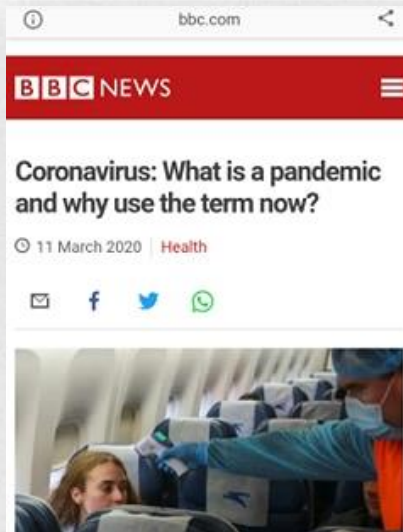 bbc.com
BBC NEWS
Coronavirus: What is a pandemic
and why use the term now?
11 March 2020 | Health